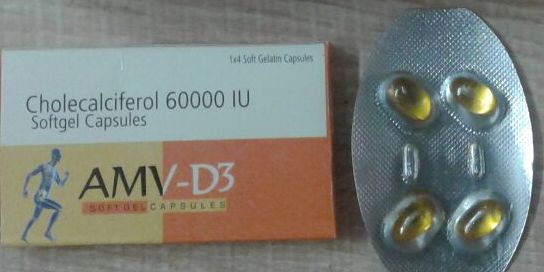 1x4 Soft Gelatin Capsules
Cholecalciferol 60000 IU
Softgel Capsules
AMV-D3
SOFTGEL CAPSULES